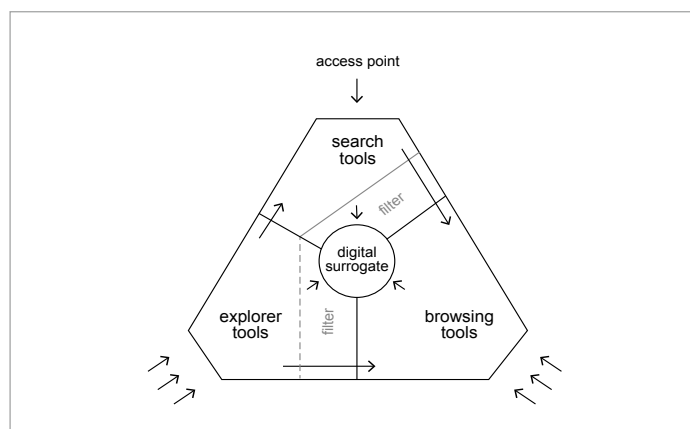 access point
search
tools
filter
digital
surrogate
explorer
tools
filter
browsing
tools